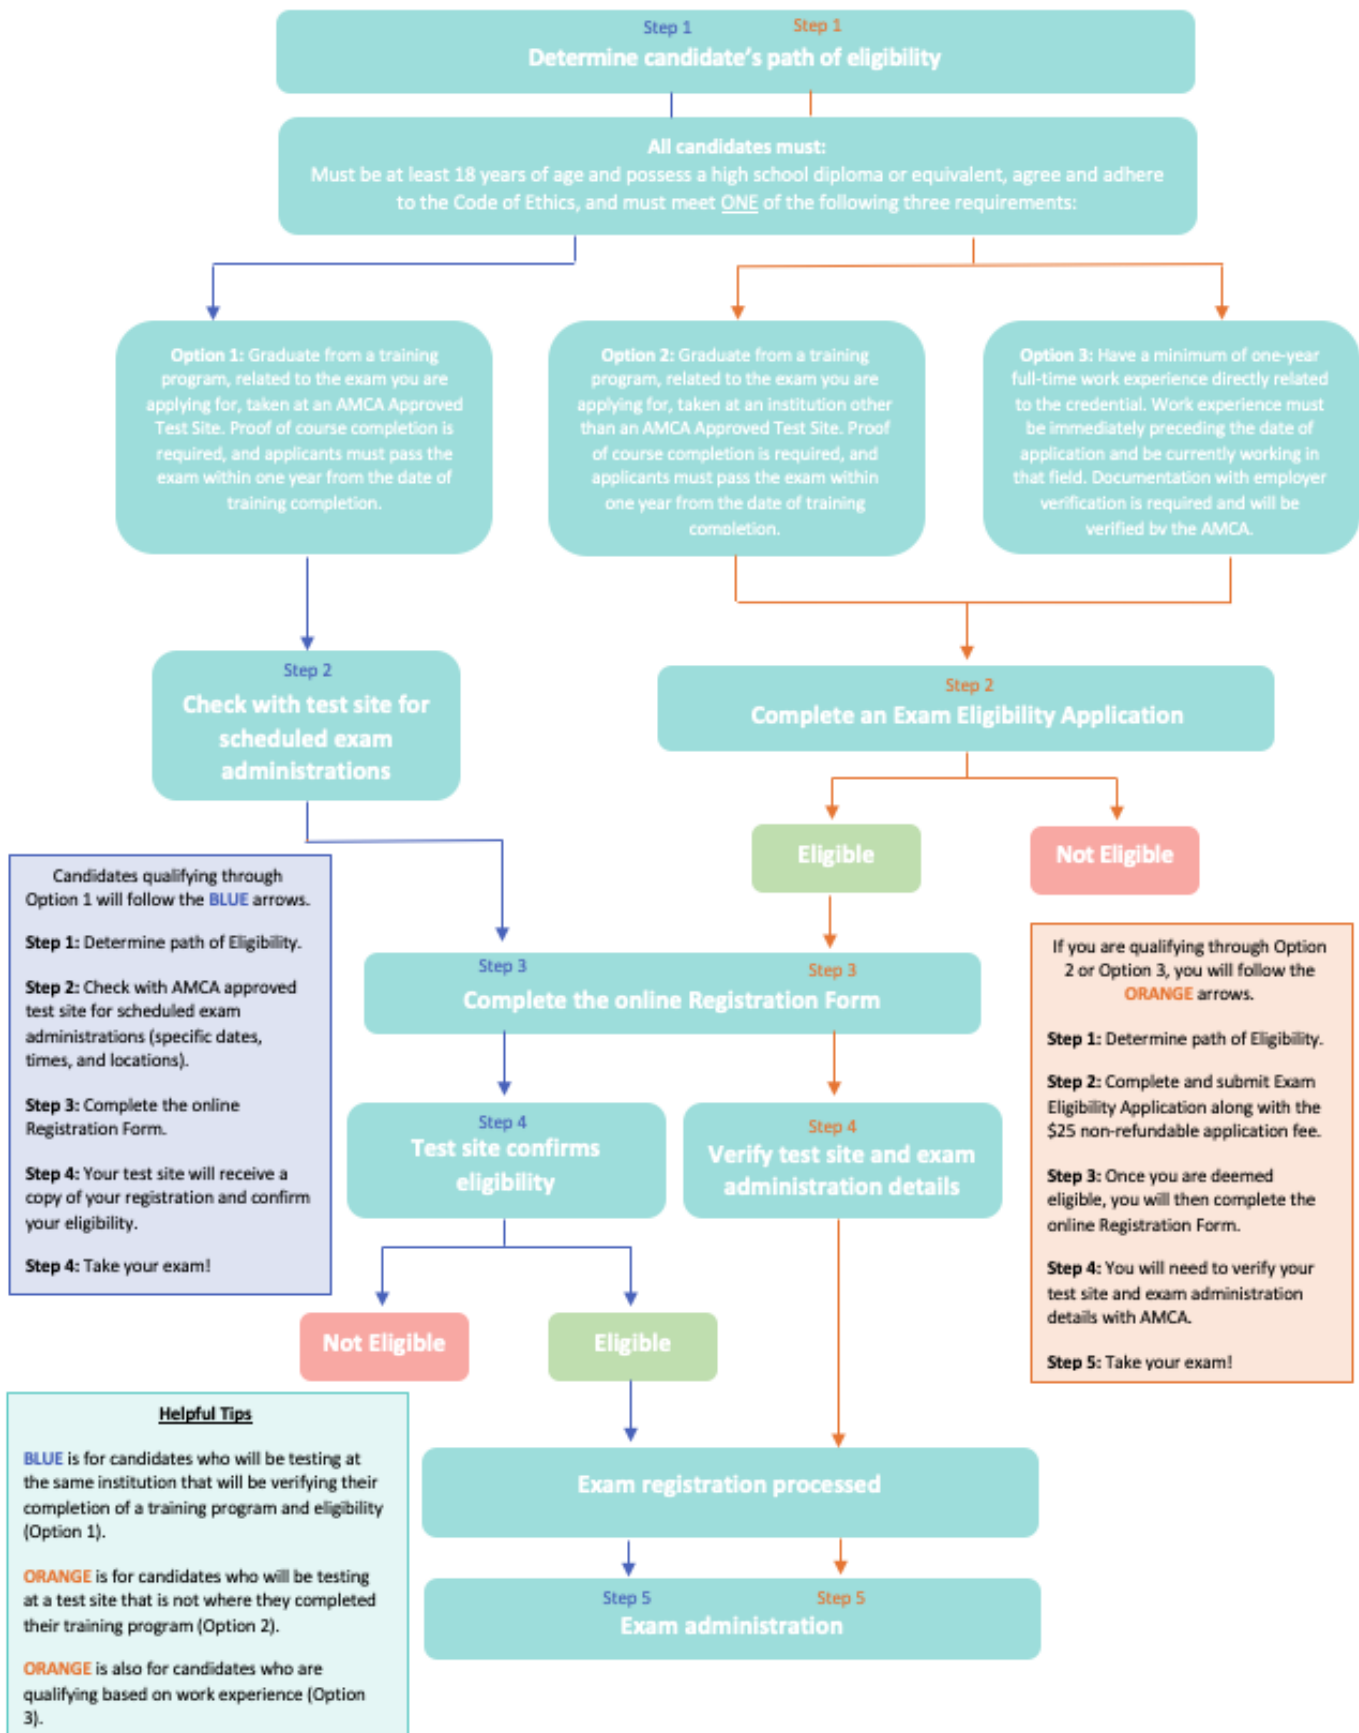 Step 1 Step 1
Determine candidate's path of eligibility
All candidates must:
Must be at least 18 years of age and possess a high school diploma or equivalent, agree and adhere
to the Code of Ethics, and must meet ONE of the following three requirements:
Option 1: Graduate from a training
program, related to the exam you are
applying for, taken at an AMCA Approved
Test Site. Proof of course completion is
required, and applicants must pass the
exam within one year from the date of
training completion.
Option 2: Graduate from a training
program, related to the exam you are
applying for, taken at an institution other
than an AMCA Approved Test Site. Proof
of course completion is required, and
applicants must pass the exam within
one year from the date of training
completion.
Option 3: Have a minimum of one-year
full-time work experience directly related
to the credential. Work experience must
be immediately preceding the date of
application and be currently working in
that field. Documentation with employer
verification is required and will be
verified by the AMCA.
Step 2
Check with test site for
scheduled exam
administrations
Step 2
Complete an Exam Eligibility Application
Eligible
Not Eligible
Candidates qualifying through
Option 1 will follow the BLUE arrows.
Step 1: Determine path of Eligibility.
Step 2: Check with AMCA approved
test site for scheduled exam
administrations (specific dates,
times, and locations).
Step 3: Complete the online
Registration Form.
Step 4: Your test site will receive a
copy of your registration and confirm
your eligibility.
Step 4: Take your exam!
Step 3 Step 3
Complete the online Registration Form
If you are qualifying through Option
2 or Option 3, you will follow the
ORANGE arrows.
Step 1: Determine path of Eligibility.
Step 2: Complete and submit Exam
Eligibility Application along with the
$25 non-refundable application fee.
Step 3: Once you are deemed
eligible, you will then complete the
online Registration Form.
Step 4: You will need to verify your
test site and exam administration
details with AMCA.
Step 5: Take your exam!
Step 4
Test site confirms
eligibility
Step 4
Verify test site and exam
administration details
Not Eligible
Eligible
Helpful Tips
BLUE is for candidates who will be testing at
the same institution that will be verifying their
completion of a training program and eligibility
(Option 1).
ORANGE is for candidates who will be testing
at a test site that is not where they completed
their training program (Option 2).
ORANGE is also for candidates who are
qualifying based on work experience (Option
3).
Exam registration processed
Step 5 Step 5
Exam administration